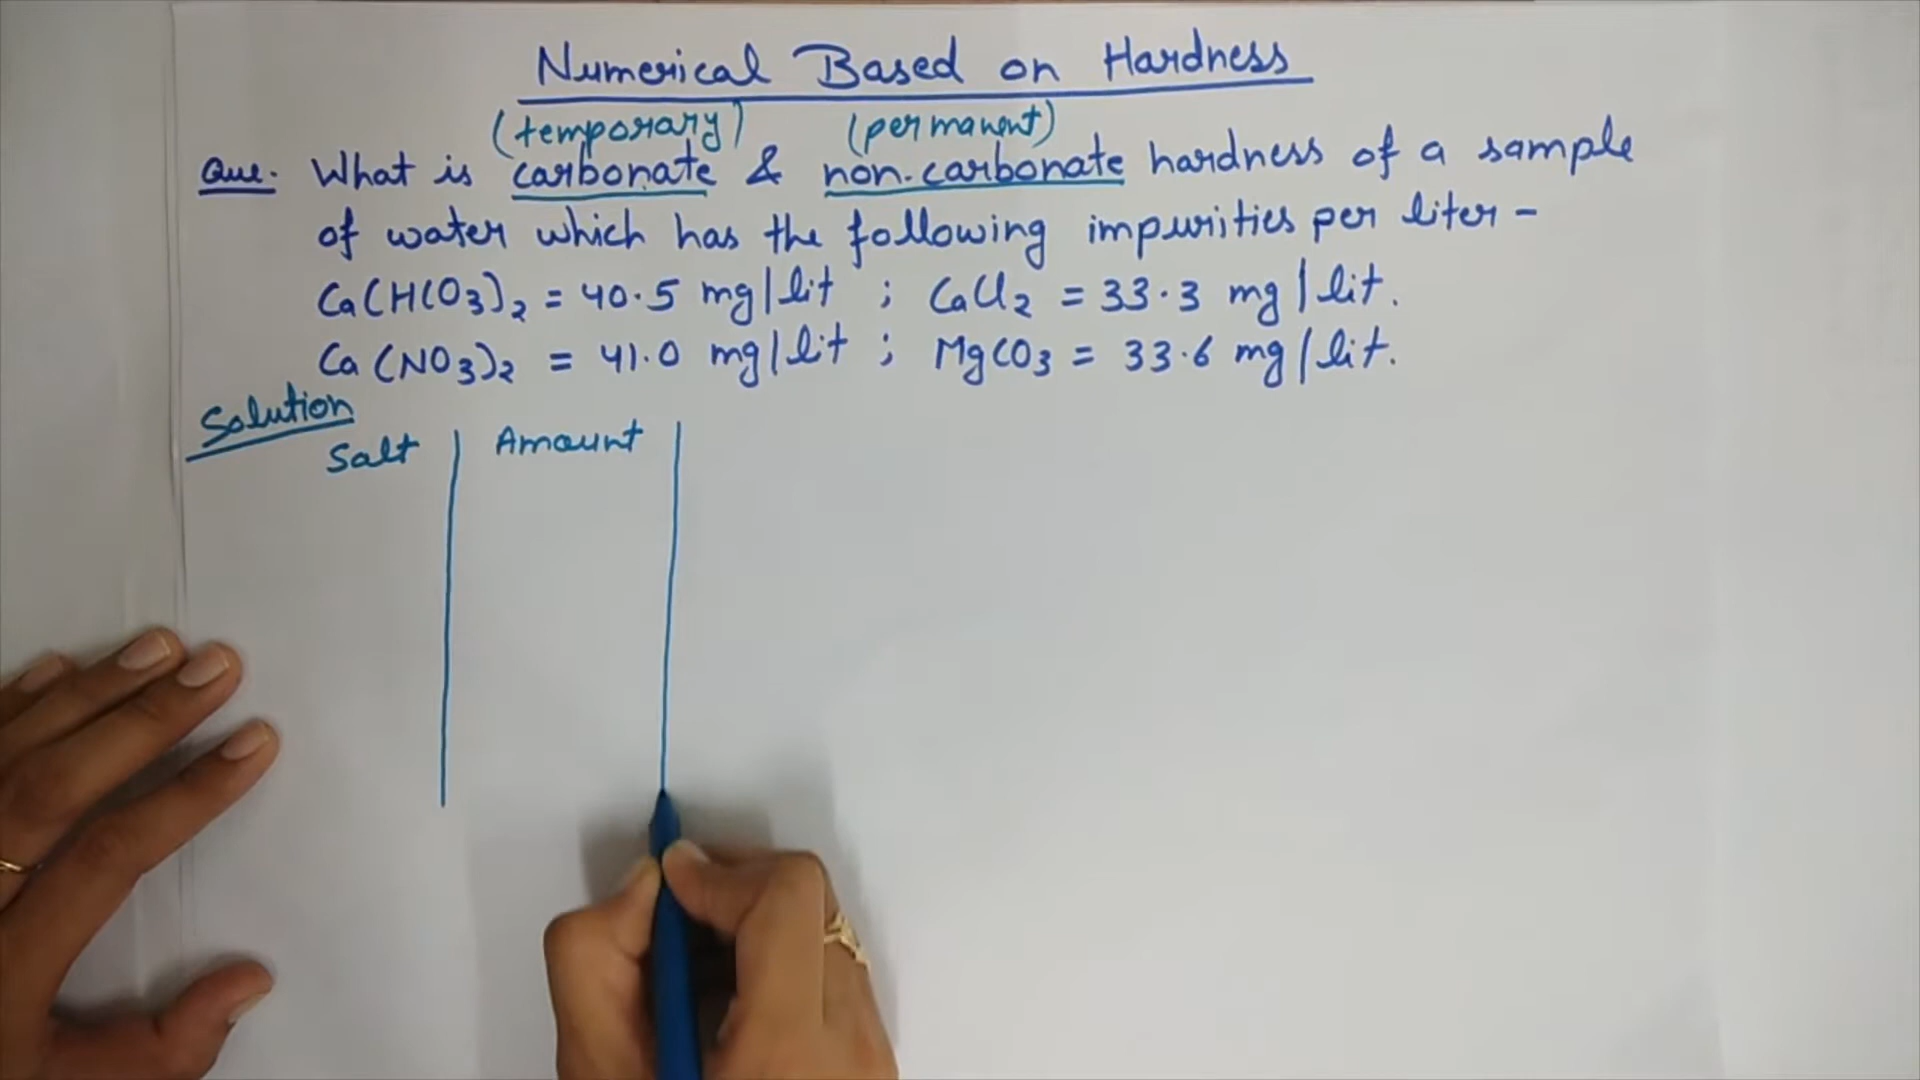 Numerical Based on Hardness
(temporary) (permanent)
Que. What is carbonate & non-carbonate hardness of a sample
of water which has the following impurities per liter -
Ca(HCO3)2 = 40.5 mg/lit ; CaCl2 = 33.3 mg/lit.
Ca(NO3)2 = 41.0 mg/lit ; MgCO3 = 33.6 mg/lit.
Solution
Salt Amount